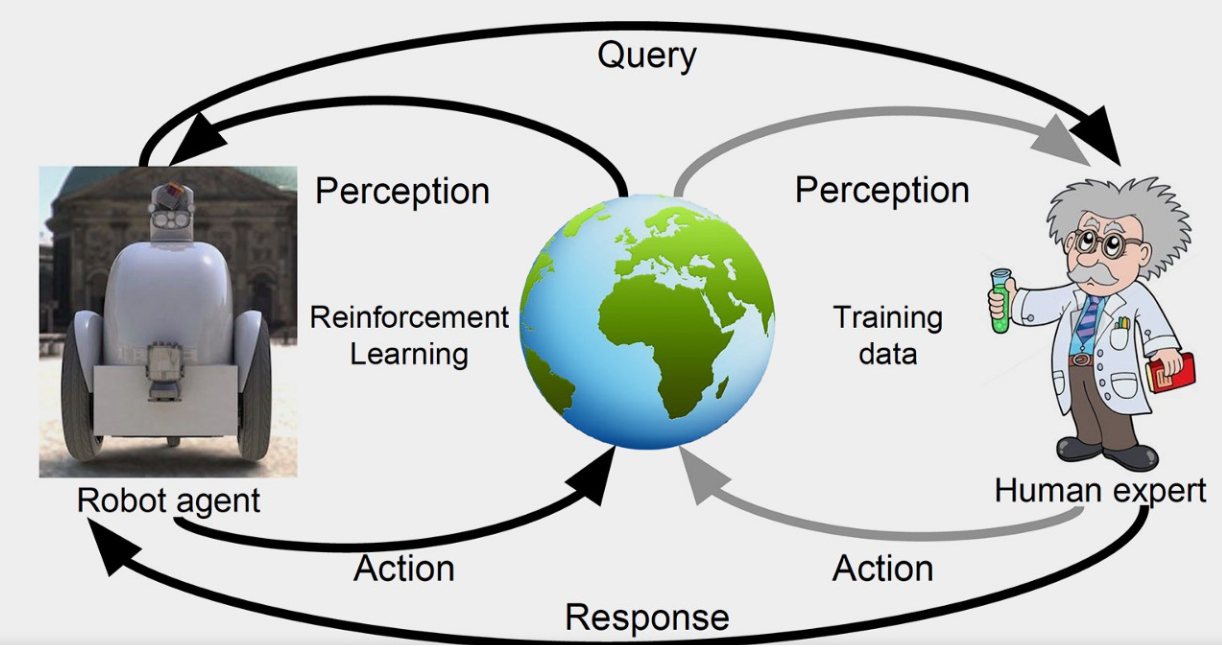 Query
Perception
Perception
Reinforcement
Learning
Training
data
Robot agent
Human expert
Action
Action
Response